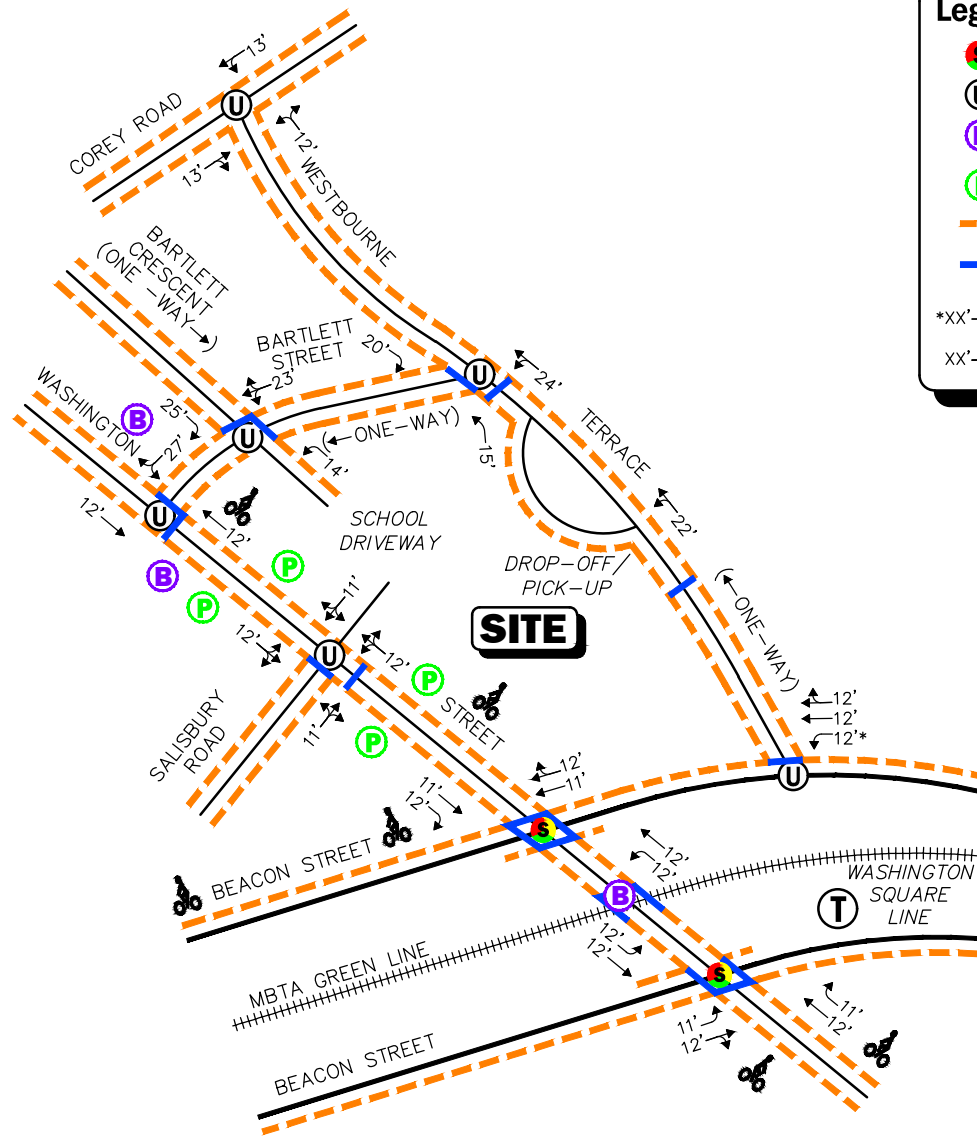 Leg
S
U
*XX'-
XX'-
13'
U
COREY ROAD
13'
12'
WESTBOURNE
BARTLETT
CRESCENT
(ONE -WAY→)
BARTLETT
STREET
20'
23'
U
24'
WASHINGTON
B
25'
27'
U
(← ONE-WAY)
14'
15'
TERRACE
12'
U
12'
SCHOOL
DRIVEWAY
B
P
P
11'
DROP-OFF/
PICK-UP
22'
(←ONE-WAY)
SITE
12'
U
12'
P
STREET
SALISBURY
ROAD
11'
P
12'
12'
12'*
U
12'
11'
11'
12'
S
BEACON STREET
12'
12'
B
WASHINGTON
SQUARE
LINE
T
12'
12'
MBTA GREEN LINE
S
11'
12'
11'
12'
BEACON STREET